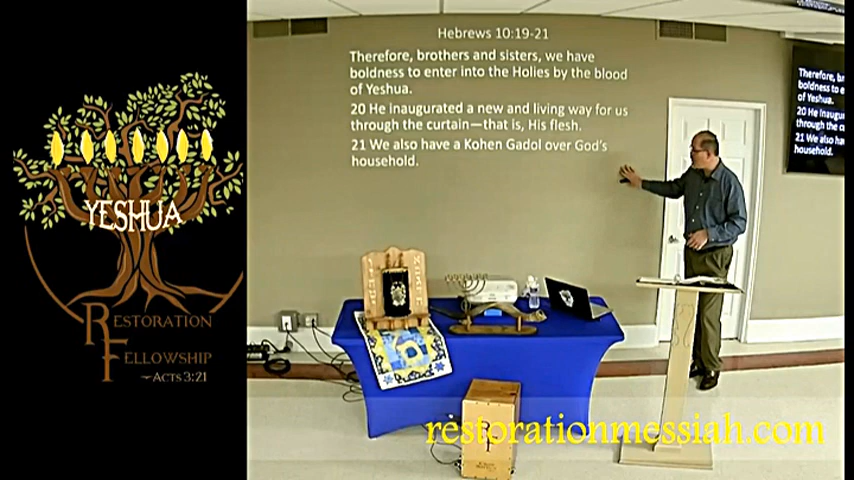 YESHUA
RESTORATION
FELLOWSHIP
ACTS 3:21
Hebrews 10:19-21
Therefore, brothers and sisters, we have
boldness to enter into the Holies by the blood
of Yeshua.
20 He inaugurated a new and living way for us
through the curtain—that is, His flesh.
21 We also have a Kohen Gadol over God's
household.
Therefore, br
boldness to e
of Yeshua.
20 He inaugu
through the c
21 We also ha
household.
R
F
restorationmessiah.com